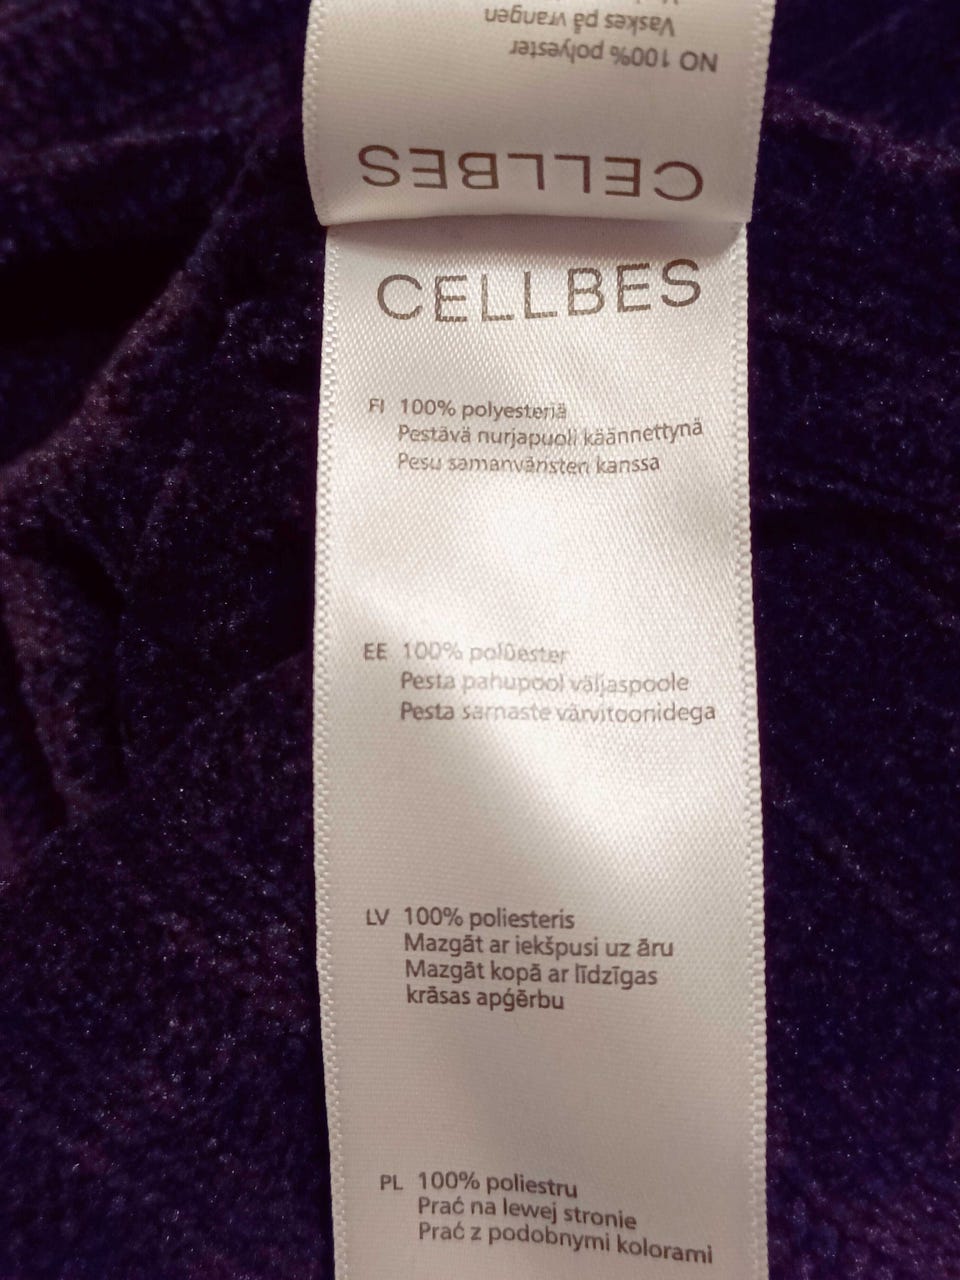 Vaskes på vrangen
NO 100% polyester
CELLBES
CELLBES
FI 100% polyesteriä
Pestävä nurjapuoli käännettynä
Pesu samanväristen kanssa
EE 100% polüester
Pesta pahupool väljaspoole
Pesta sarnaste värvitoonidega
LV 100% poliesteris
Mazgāt ar iekšpusi uz āru
Mazgāt kopā ar līdzīgas
krāsas apģērbu
PL 100% poliestru
Prać na lewej stronie
Prać z podobnymi kolorami